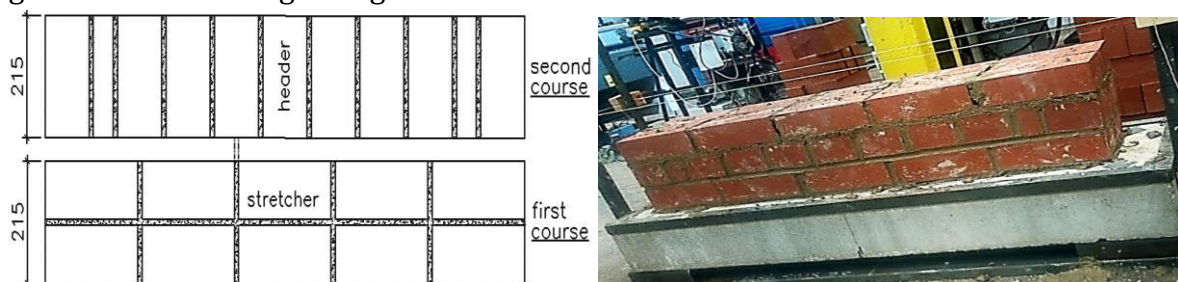 215
header
second
course
215
stretcher
first
course